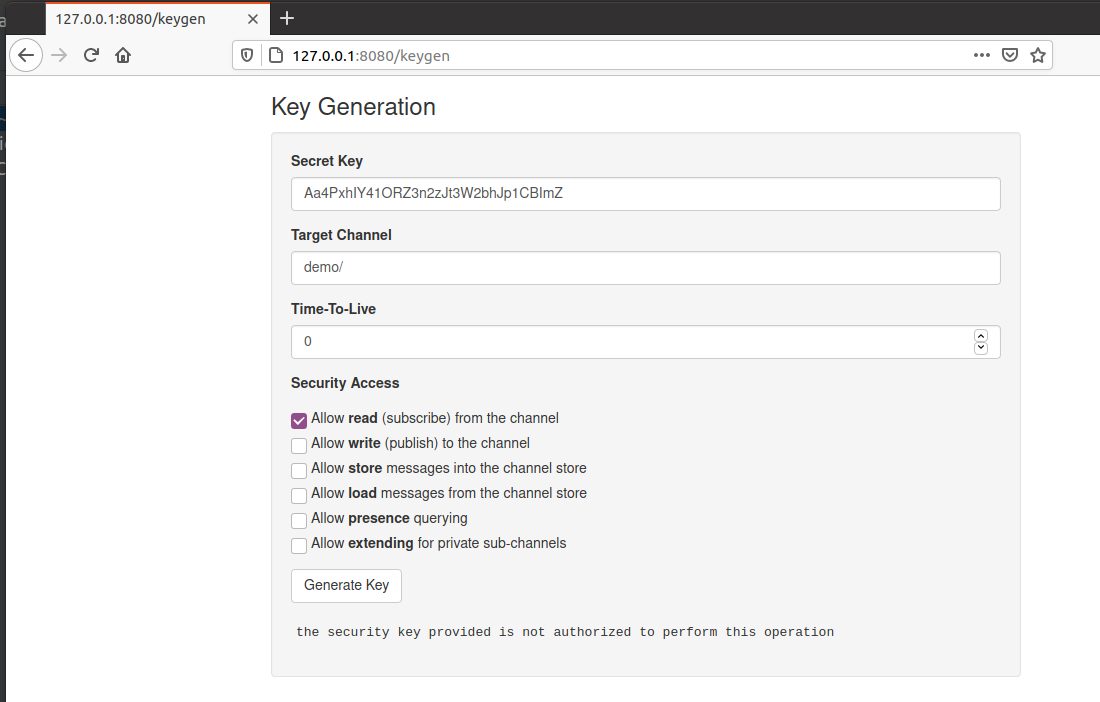 127.0.0.1:8080/keygen
127.0.0.1:8080/keygen
Key Generation
Secret Key
Aa4PxhIY41ORZ3n2zJt3W2bhJp1CBImZ
Target Channel
demo/
Time-To-Live
0
Security Access
Allow read (subscribe) from the channel
Allow write (publish) to the channel
Allow store messages into the channel store
Allow load messages from the channel store
Allow presence querying
Allow extending for private sub-channels
Generate Key
the security key provided is not authorized to perform this operation